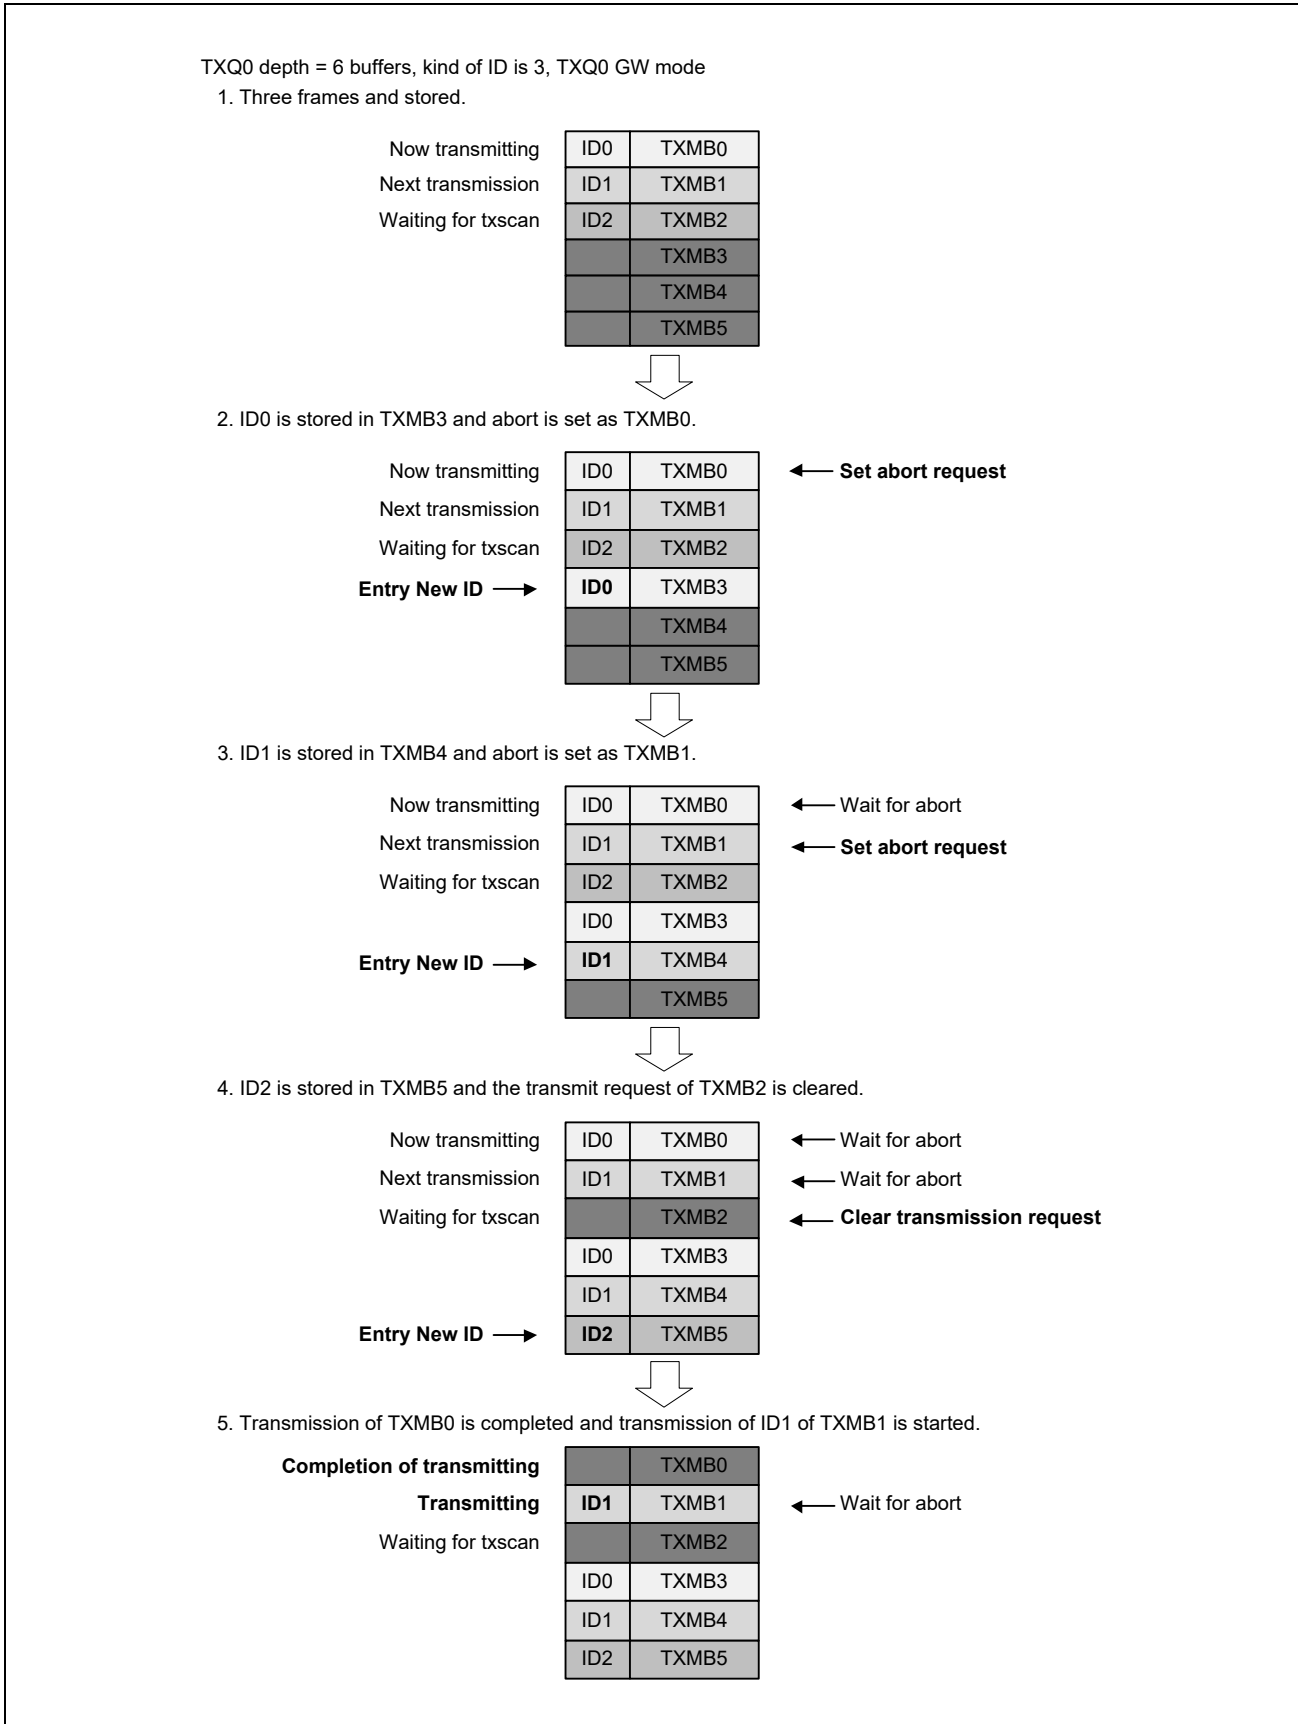 TXQ0 depth = 6 buffers, kind of ID is 3, TXQ0 GW mode
1. Three frames and stored.
Now transmitting ID0 TXMB0
Next transmission ID1 TXMB1
Waiting for txscan ID2 TXMB2
TXMB3
TXMB4
TXMB5
2. ID0 is stored in TXMB3 and abort is set as TXMB0.
Now transmitting ID0 TXMB0 Set abort request
Next transmission ID1 TXMB1
Waiting for txscan ID2 TXMB2
Entry New ID ID0 TXMB3
TXMB4
TXMB5
3. ID1 is stored in TXMB4 and abort is set as TXMB1.
Now transmitting ID0 TXMB0 Wait for abort
Next transmission ID1 TXMB1 Set abort request
Waiting for txscan ID2 TXMB2
ID0 TXMB3
Entry New ID ID1 TXMB4
TXMB5
4. ID2 is stored in TXMB5 and the transmit request of TXMB2 is cleared.
Now transmitting ID0 TXMB0 Wait for abort
Next transmission ID1 TXMB1 Wait for abort
Waiting for txscan TXMB2 Clear transmission request
ID0 TXMB3
ID1 TXMB4
Entry New ID ID2 TXMB5
5. Transmission of TXMB0 is completed and transmission of ID1 of TXMB1 is started.
Completion of transmitting TXMB0
Transmitting ID1 TXMB1 Wait for abort
Waiting for txscan TXMB2
ID0 TXMB3
ID1 TXMB4
ID2 TXMB5